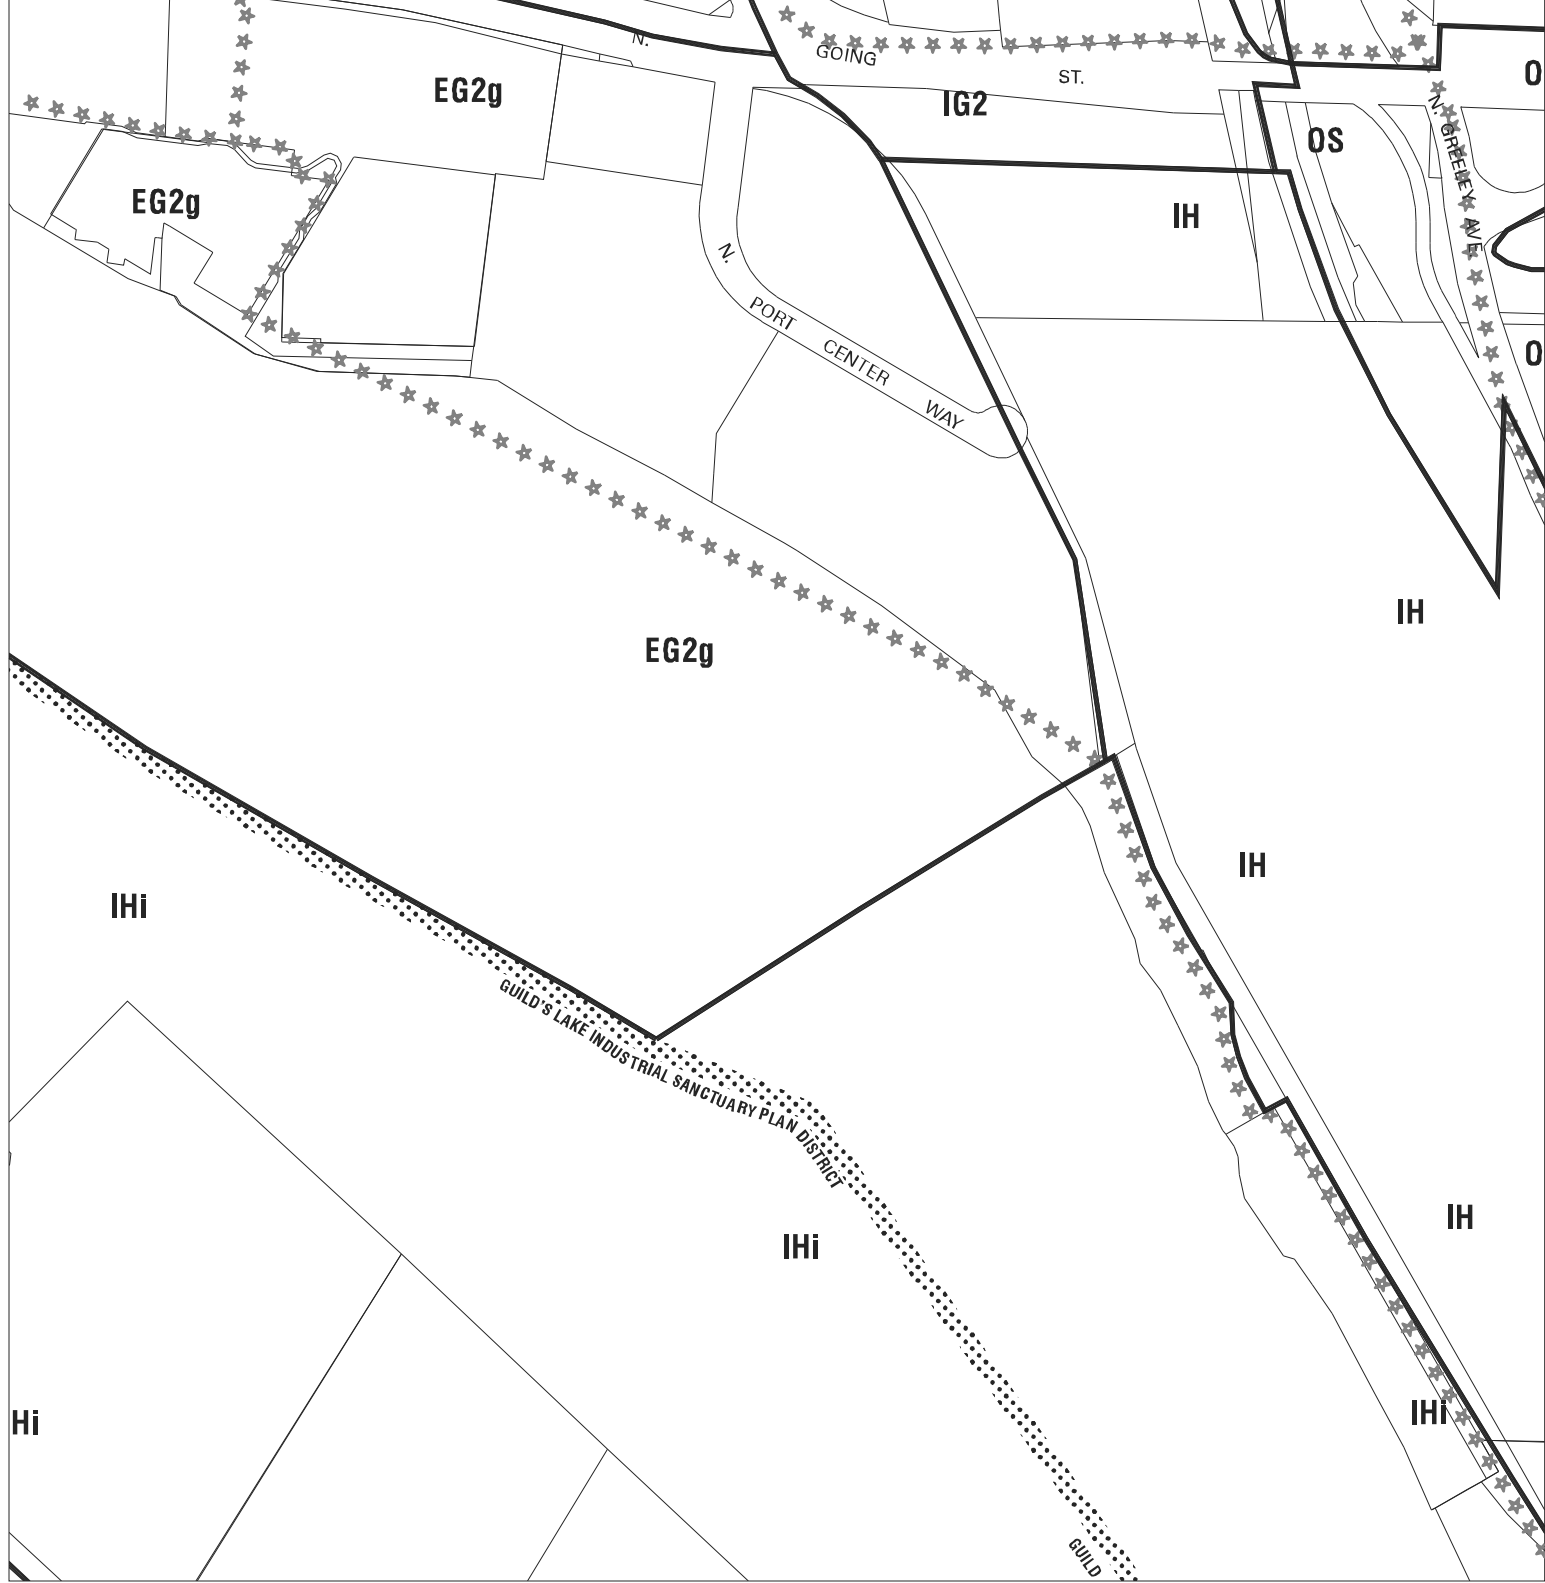 N.
GOING
ST.
O
EG2g
IG2
N. GREELEY AVE
OS
EG2g
IH
N.
PORT CENTER WAY
O
IH
EG2g
IH
IHi
GUILD'S LAKE INDUSTRIAL SANCTUARY PLAN DISTRICT
IH
IHi
IHi
Hi
GUILD